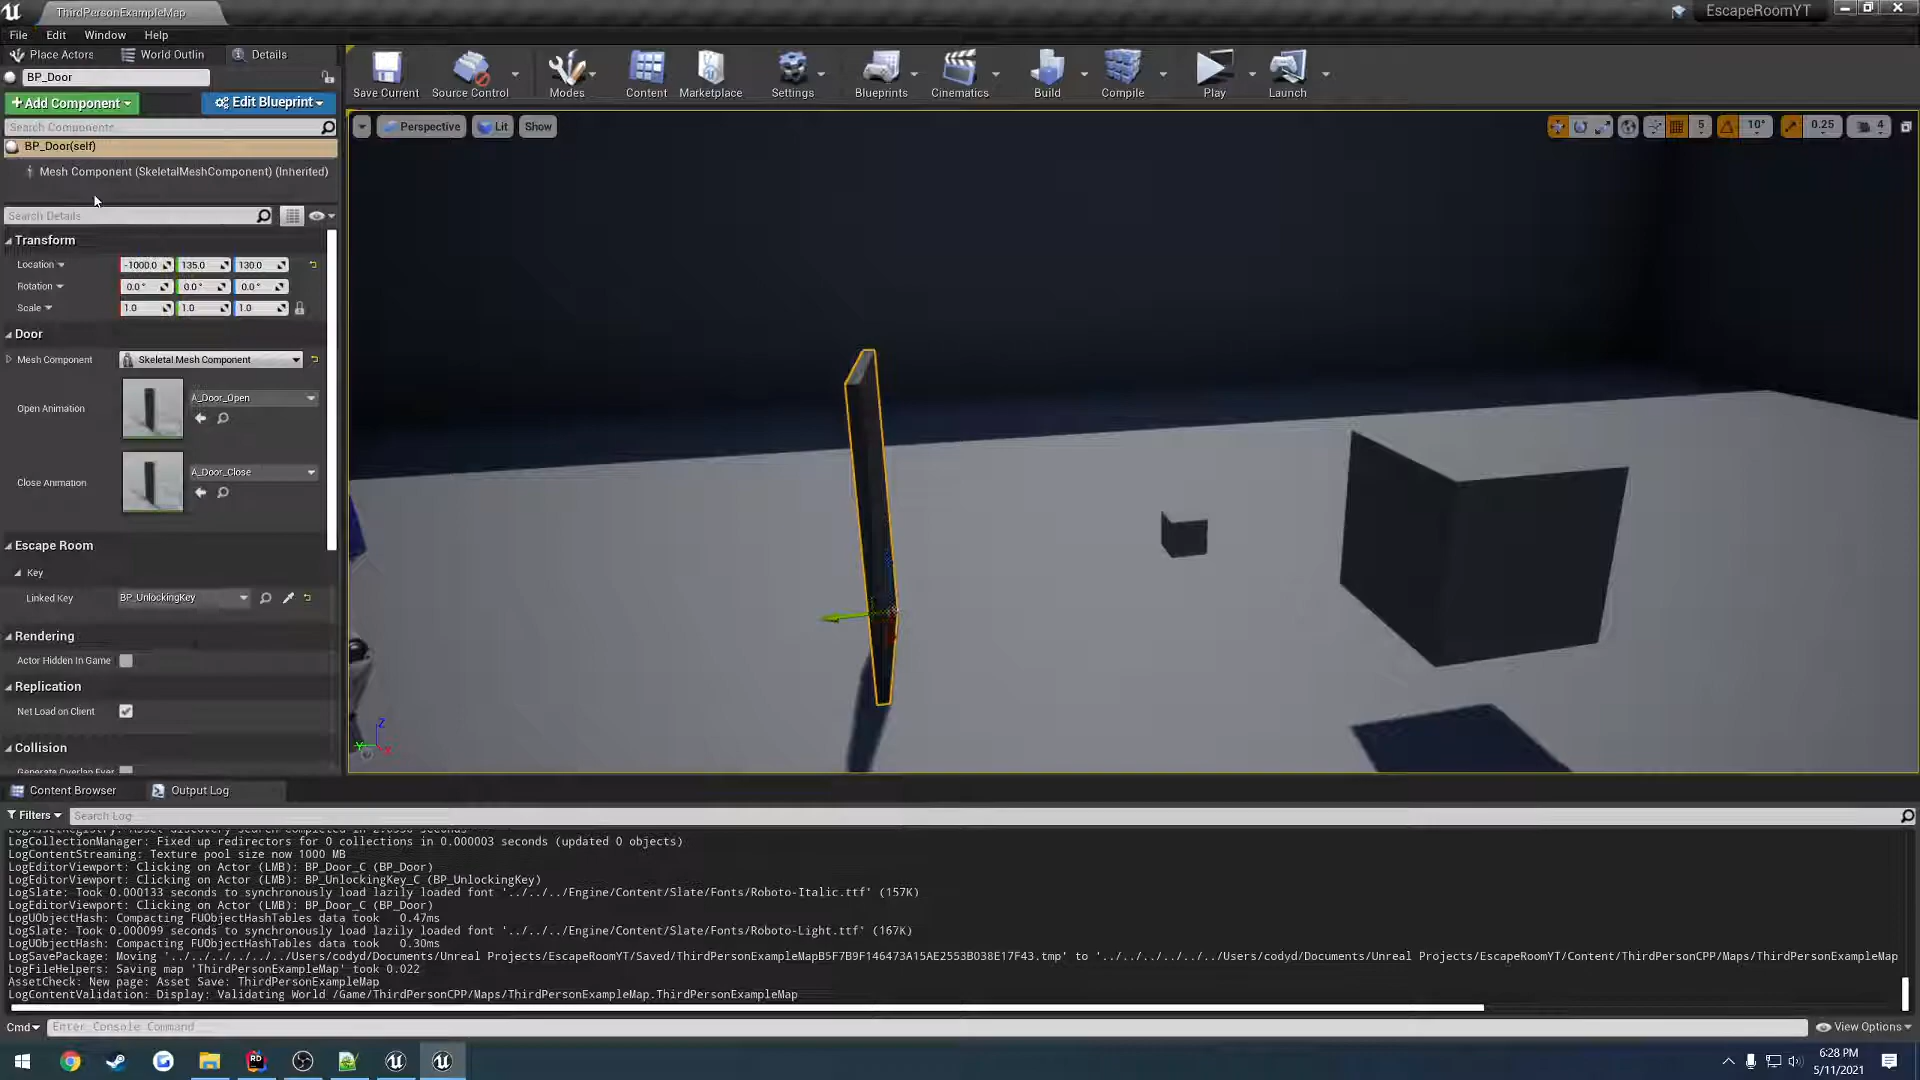 ThirdPersonExampleMap
EscapeRoomYT
File Edit Window Help
Place Actors World Outlin Details
BP_Door
+Add Component Edit Blueprint
Search Components
BP_Door(self)
Mesh Component (SkeletalMeshComponent) (Inherited)
Search Details
Transform
Location -1000.0 135.0 130.0
Rotation 0.0° 0.0° 0.0°
Scale 1.0 1.0 1.0
Door
Mesh Component Skeletal Mesh Component
Open Animation A_Door_Open
Close Animation A_Door_Close
Escape Room
Key
Linked Key BP_UnlockingKey
Rendering
Actor Hidden In Game
Replication
Net Load on Client
Collision
Generate Overlap Ever
Save Current Source Control Modes Content Marketplace Settings Blueprints Cinematics Build Compile Play Launch
Perspective Lit Show
5 10° 0.25 4
Z
Y
Content Browser Output Log
Filters Search Log
LogAssetRegistry: Asset discovery search completed in seconds
LogCollectionManager: Fixed up redirectors for 0 collections in 0.000003 seconds (updated 0 objects)
LogContentStreaming: Texture pool size now 1000 MB
LogEditorViewport: Clicking on Actor (LMB): BP_Door_C (BP_Door)
LogEditorViewport: Clicking on Actor (LMB): BP_UnlockingKey_C (BP_UnlockingKey)
LogSlate: Took 0.000133 seconds to synchronously load lazily loaded font '../../../Engine/Content/Slate/Fonts/Roboto-Italic.ttf' (157K)
LogEditorViewport: Clicking on Actor (LMB): BP_Door_C (BP_Door)
LogUObjectHash: Compacting FUObjectHashTables data took 0.47ms
LogSlate: Took 0.000099 seconds to synchronously load lazily loaded font '../../../Engine/Content/Slate/Fonts/Roboto-Light.ttf' (167K)
LogUObjectHash: Compacting FUObjectHashTables data took 0.30ms
LogSavePackage: Moving '../../../../../../Users/codyd/Documents/Unreal Projects/EscapeRoomYT/Saved/ThirdPersonExampleMapB5F7B9F146473A15AE2553B038E17F43.tmp' to '../../../../../../Users/codyd/Documents/Unreal Projects/EscapeRoomYT/Content/ThirdPersonCPP/Maps/ThirdPersonExampleMap
LogFileHelpers: Saving map 'ThirdPersonExampleMap' took 0.022
AssetCheck: New page: Asset Save: ThirdPersonExampleMap
LogContentValidation: Display: Validating World /Game/ThirdPersonCPP/Maps/ThirdPersonExampleMap.ThirdPersonExampleMap
Cmd Enter Console Command View Options
6:28 PM
5/11/2021